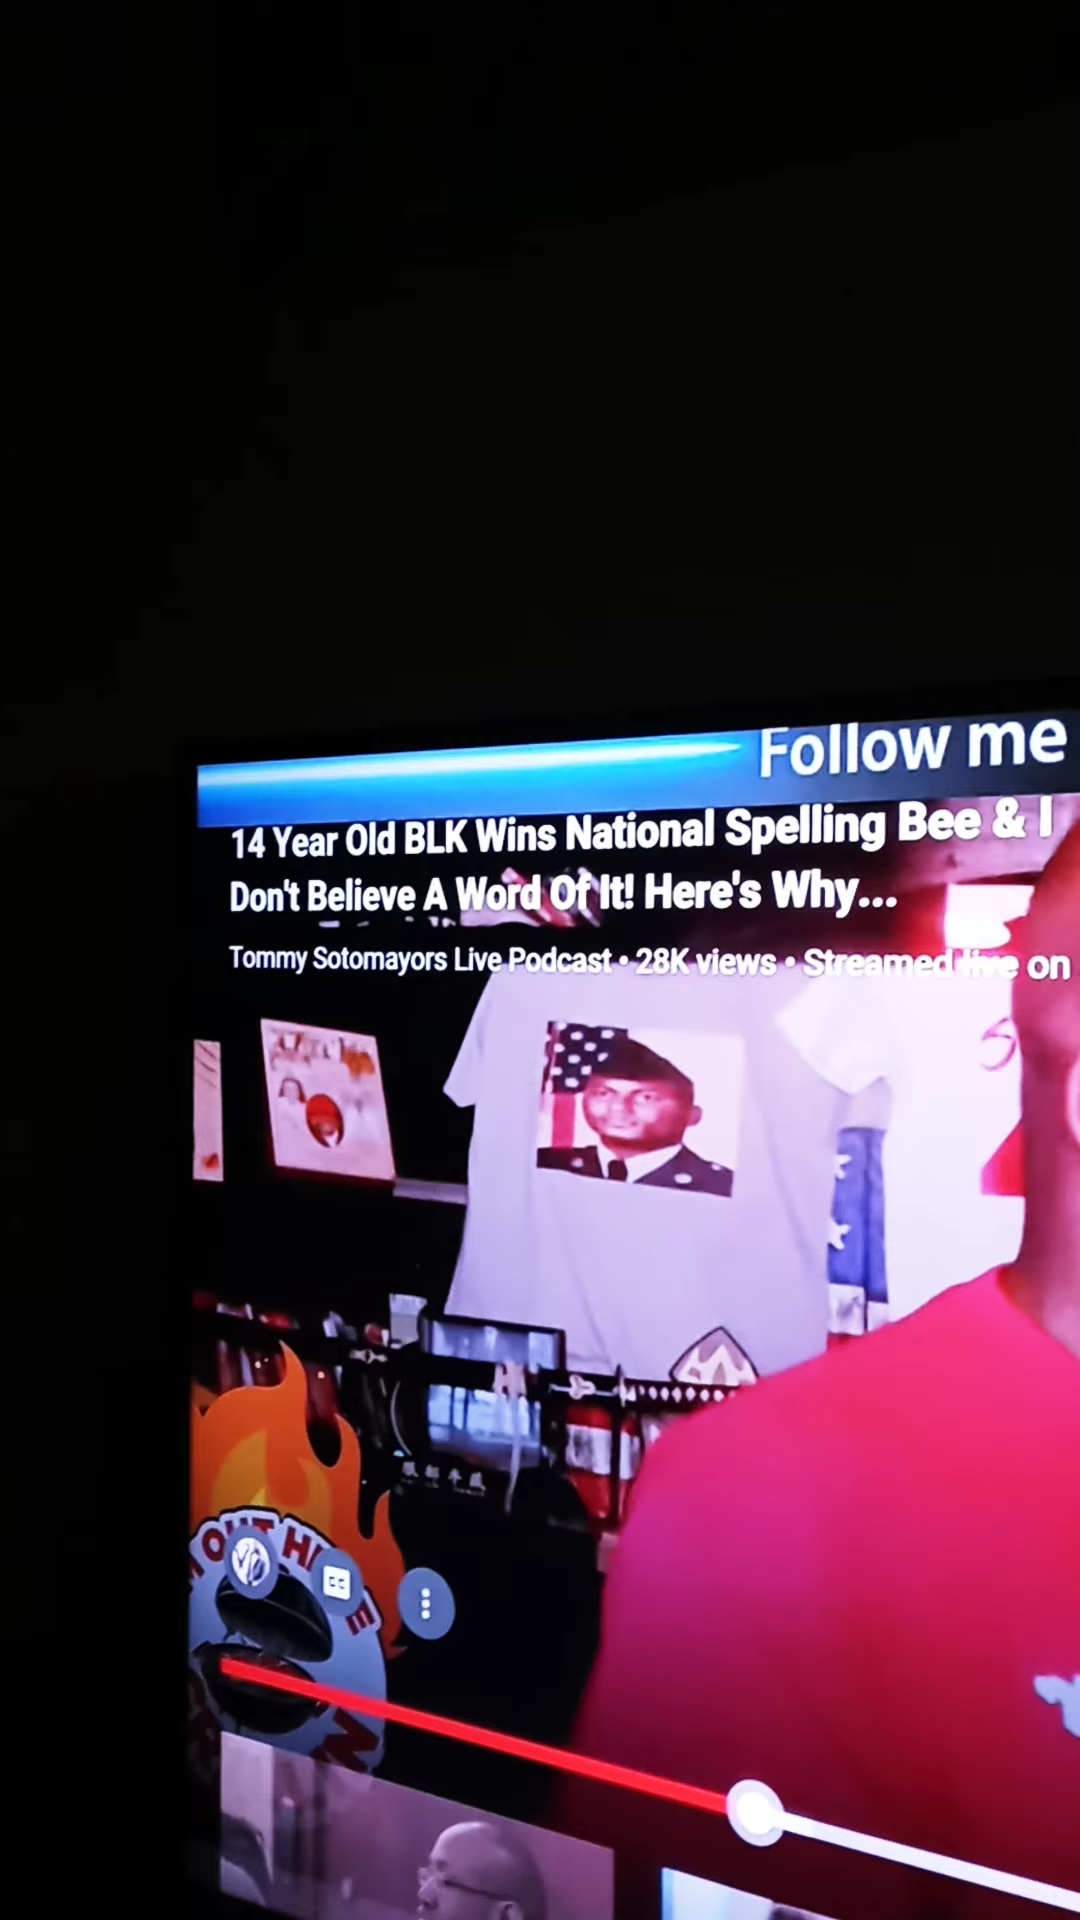 Follow me
14 Year Old BLK Wins National Spelling Bee & I
Don't Believe A Word Of It! Here's Why...
Tommy Sotomayors Live Podcast • 28K views • Streamed live on
CC